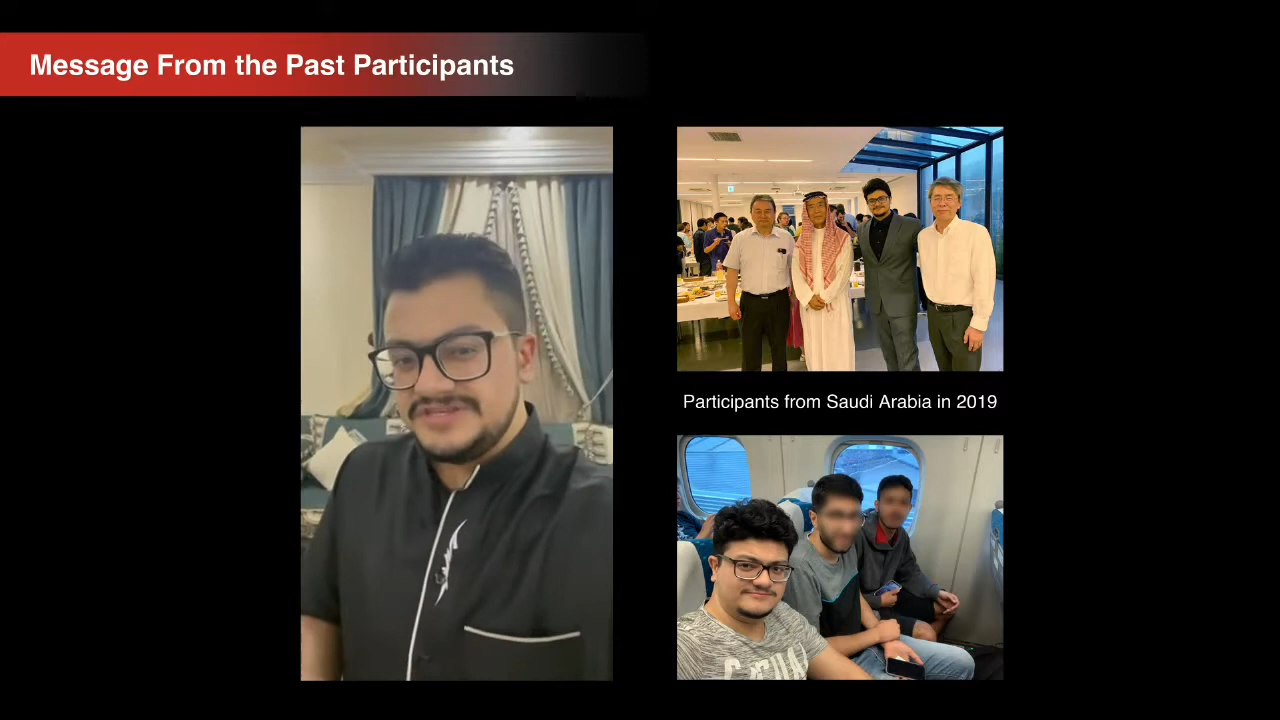 Message From the Past Participants
Participants from Saudi Arabia in 2019